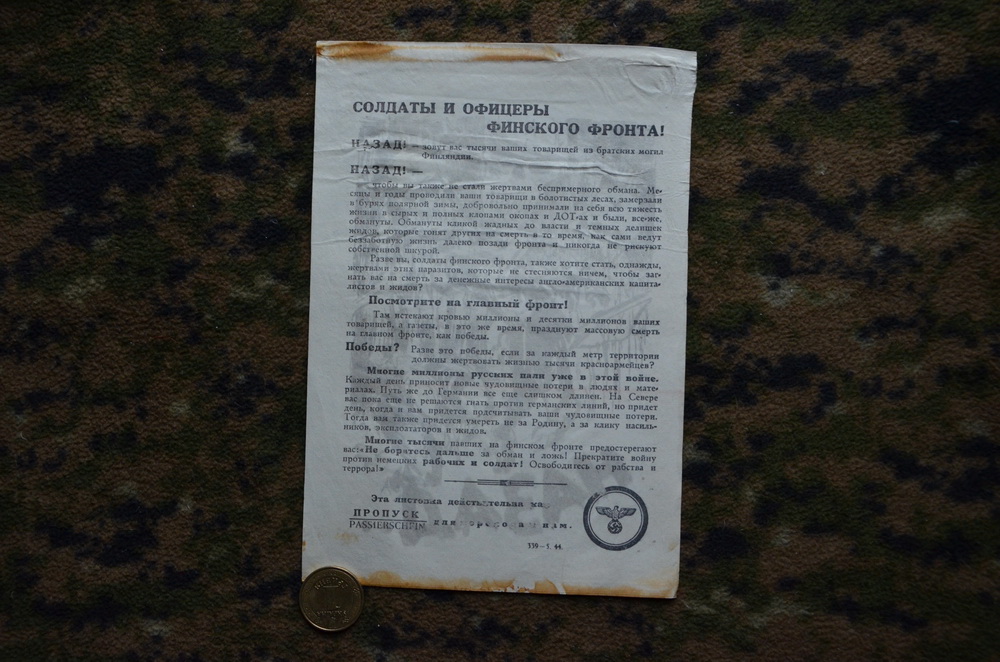 СОЛДАТЫ И ОФИЦЕРЫ
ФИНСКОГО ФРОНТА!
НАЗАД! — зовут вас тысячи ваших товарищей из братских могил
Финляндии.
НАЗАД! —
чтобы вы также не стали жертвами беспримерного обмана. Ме-
сяцы и годы проводили ваши товарищи в болотистых лесах, замерзали
в бурях полярной зимы, добровольно принимали на себя всю тяжесть
жизни в сырых и полных клопами окопах и ДОТ-ах и были, все-же,
обмануты. Обмануты кликой жадных до власти и темных делишек
жидов, которые гонят других на смерть в то время, как сами ведут
беззаботную жизнь далеко позади фронта и никогда не рискуют
собственной шкурой.
Разве вы, солдаты финского фронта, также хотите стать, однажды,
жертвами этих паразитов, которые не стесняются ничем, чтобы заг-
нать вас на смерть за денежные интересы англо-американских капита-
листов и жидов?
Посмотрите на главный фронт!
Там истекают кровью миллионы и десятки миллионов ваших
товарищей, а газеты, в это же время, празднуют массовую смерть
на главном фронте, как победы.
Победы? Разве это победы, если за каждый метр территории
должны жертвовать жизнью тысячи красноармейцев?
Многие миллионы русских пали уже в этой войне.
Каждый день приносит новые чудовищные потери в людях и мате-
риалах. Путь же до Германии все еще слишком длинен. На Севере
вас пока еще не решаются гнать против германских линий, но придет
день, когда и вам придется подсчитывать ваши чудовищные потери.
Тогда вам также придется умереть не за Родину, а за клику насиль-
ников, эксплоататоров и жидов.
Многие тысячи павших на финском фронте предостерегают
вас: «Не боритесь дальше за обман и ложь! Прекратите войну
против немецких рабочих и солдат! Освободитесь от рабства и
террора!»
Эта листовка действительна как
ПРОПУСК
PASSIERSCHEIN для перехода к нам.
339 – 5. 44.